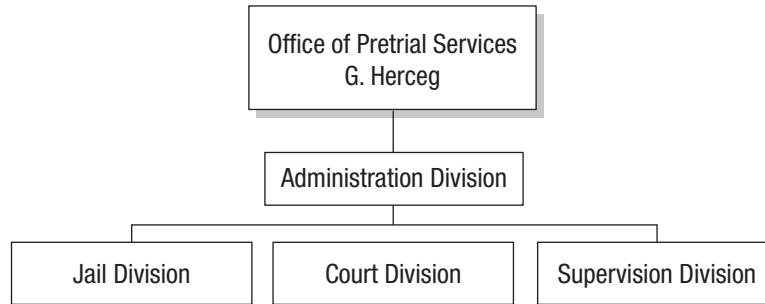 Office of Pretrial Services
G. Herceg
Administration Division
Jail Division
Court Division
Supervision Division